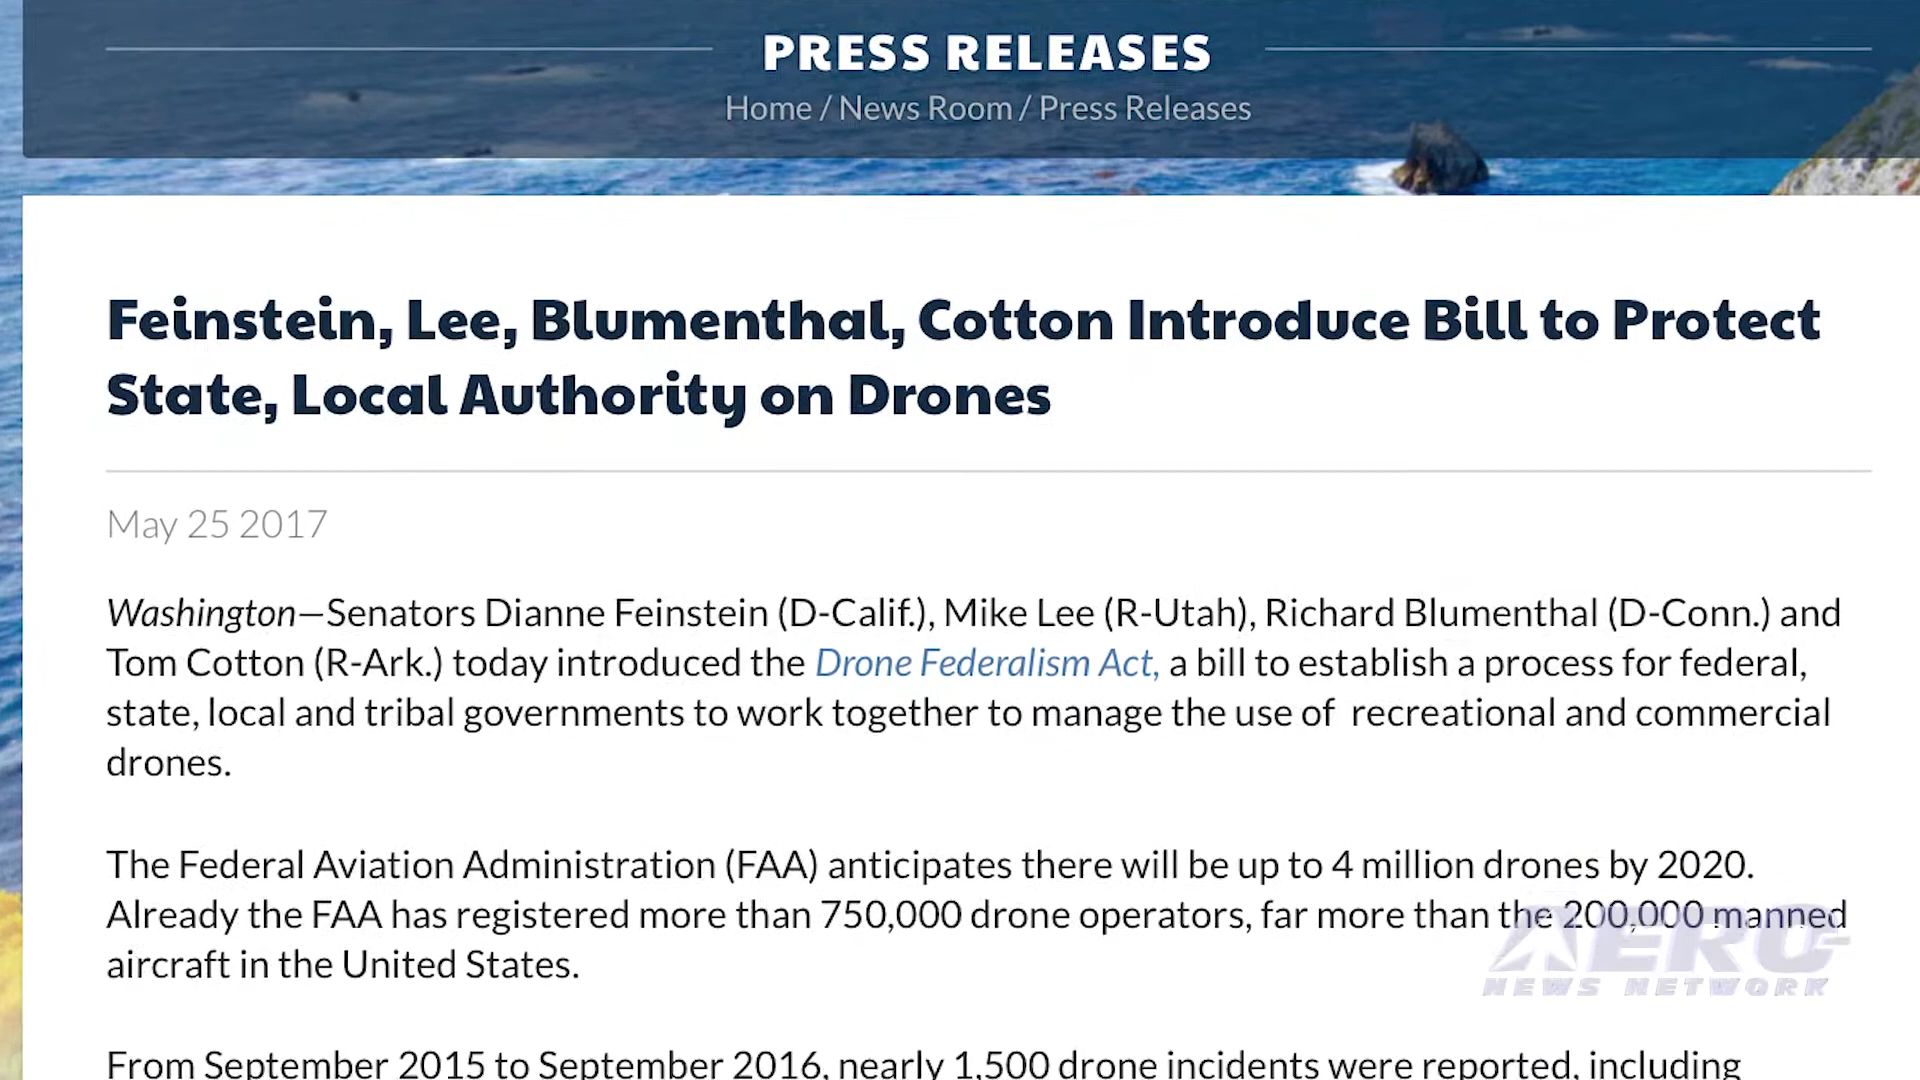 PRESS RELEASES
Home / News Room / Press Releases
Feinstein, Lee, Blumenthal, Cotton Introduce Bill to Protect
State, Local Authority on Drones
May 25 2017
Washington—Senators Dianne Feinstein (D-Calif.), Mike Lee (R-Utah), Richard Blumenthal (D-Conn.) and
Tom Cotton (R-Ark.) today introduced the Drone Federalism Act, a bill to establish a process for federal,
state, local and tribal governments to work together to manage the use of  recreational and commercial
drones.
The Federal Aviation Administration (FAA) anticipates there will be up to 4 million drones by 2020.
Already the FAA has registered more than 750,000 drone operators, far more than the 200,000 manned
aircraft in the United States.
AERO
NEWS NETWORK
From September 2015 to September 2016, nearly 1,500 drone incidents were reported, including